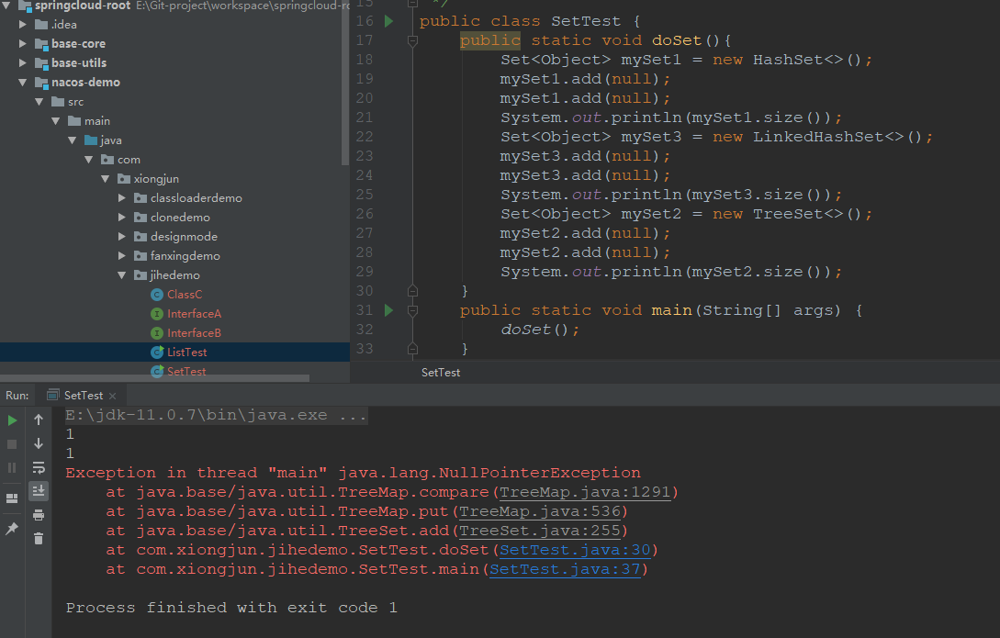 springcloud-root E:\Git-project\workspace\springcloud-ro
.idea
base-core
base-utils
nacos-demo
src
main
java
com
xiongjun
classloaderdemo
clonedemo
designmode
fanxingdemo
jihedemo
ClassC
InterfaceA
InterfaceB
ListTest
SetTest
15 */
16 public class SetTest {
17 public static void doSet(){
18 Set<Object> mySet1 = new HashSet<>();
19 mySet1.add(null);
20 mySet1.add(null);
21 System.out.println(mySet1.size());
22 Set<Object> mySet3 = new LinkedHashSet<>();
23 mySet3.add(null);
24 mySet3.add(null);
25 System.out.println(mySet3.size());
26 Set<Object> mySet2 = new TreeSet<>();
27 mySet2.add(null);
28 mySet2.add(null);
29 System.out.println(mySet2.size());
30 }
31 public static void main(String[] args) {
32 doSet();
33 }
SetTest
Run: SetTest
E:\jdk-11.0.7\bin\java.exe ...
1
1
Exception in thread "main" java.lang.NullPointerException
at java.base/java.util.TreeMap.compare(TreeMap.java:1291)
at java.base/java.util.TreeMap.put(TreeMap.java:536)
at java.base/java.util.TreeSet.add(TreeSet.java:255)
at com.xiongjun.jihedemo.SetTest.doSet(SetTest.java:30)
at com.xiongjun.jihedemo.SetTest.main(SetTest.java:37)
Process finished with exit code 1